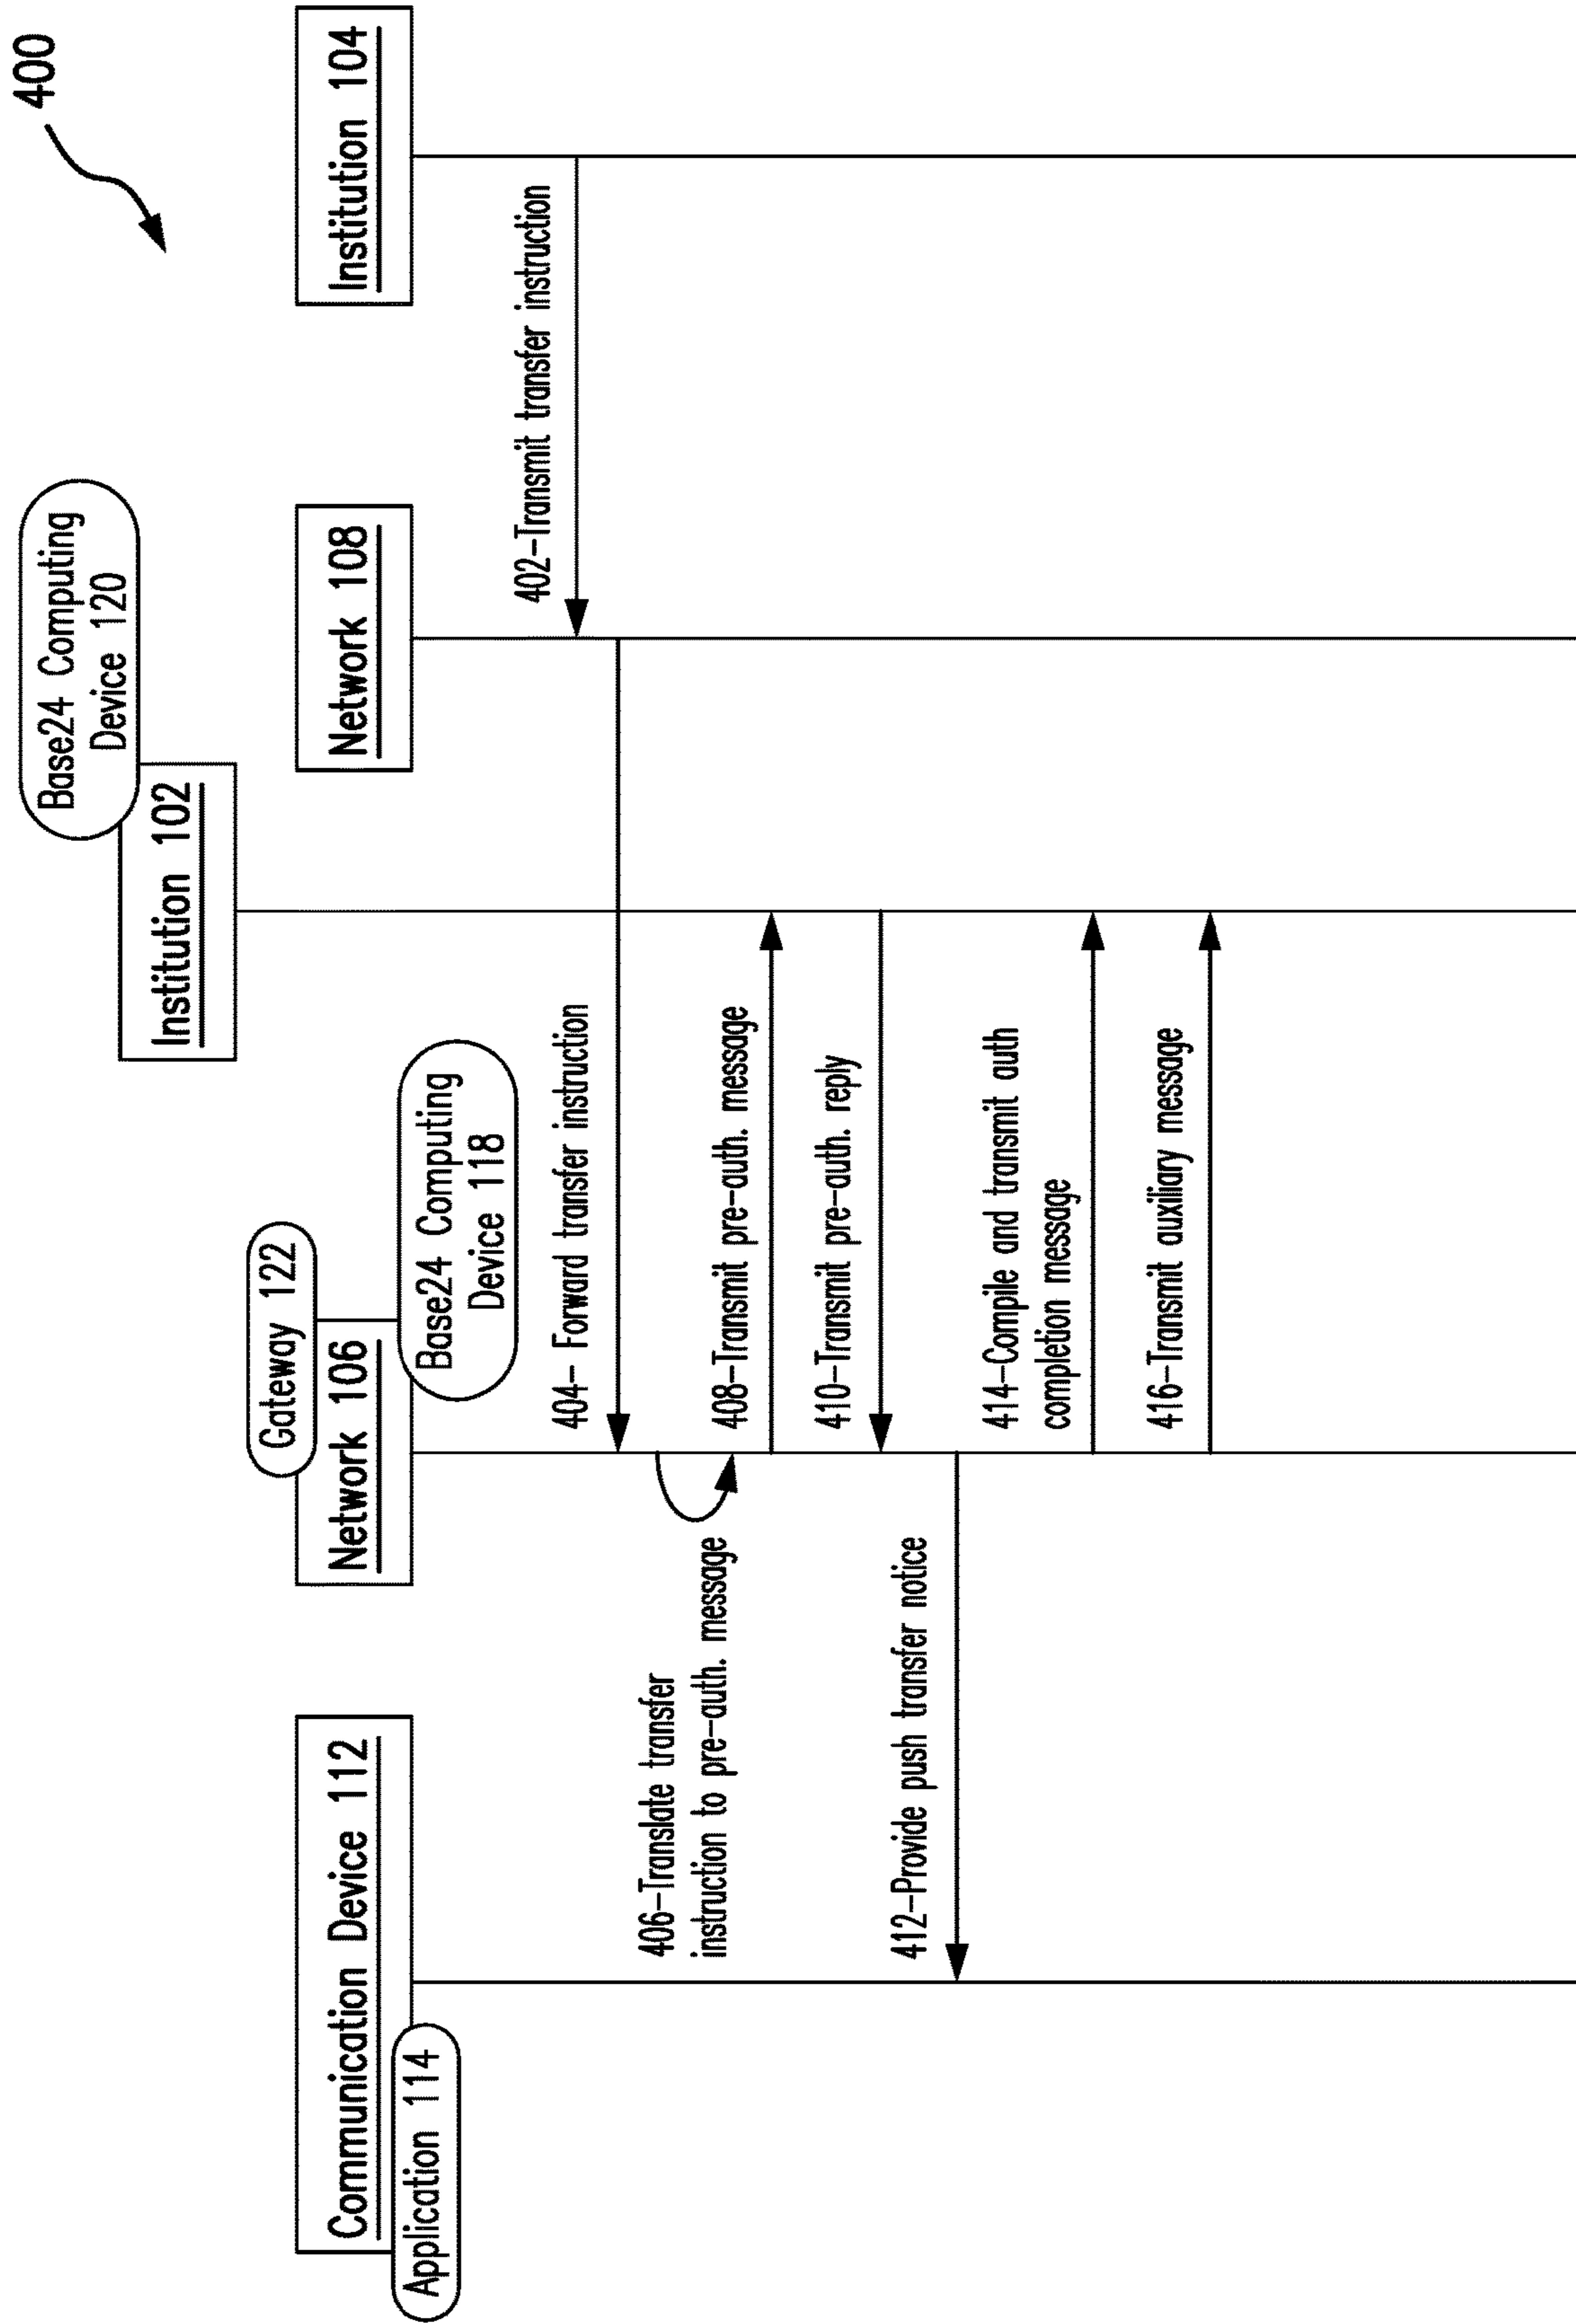 400
Base24 Computing
Device 120
Institution 102
Gateway 122
Communication Device 112
Application 114
Network 106
Base24 Computing
Device 118
Network 108
Institution 104
402–Transmit transfer instruction
404– Forward transfer instruction
406–Translate transfer
instruction to pre–auth. message
408–Transmit pre–auth. message
410–Transmit pre–auth. reply
412–Provide push transfer notice
414–Compile and transmit auth
completion message
416–Transmit auxiliary message